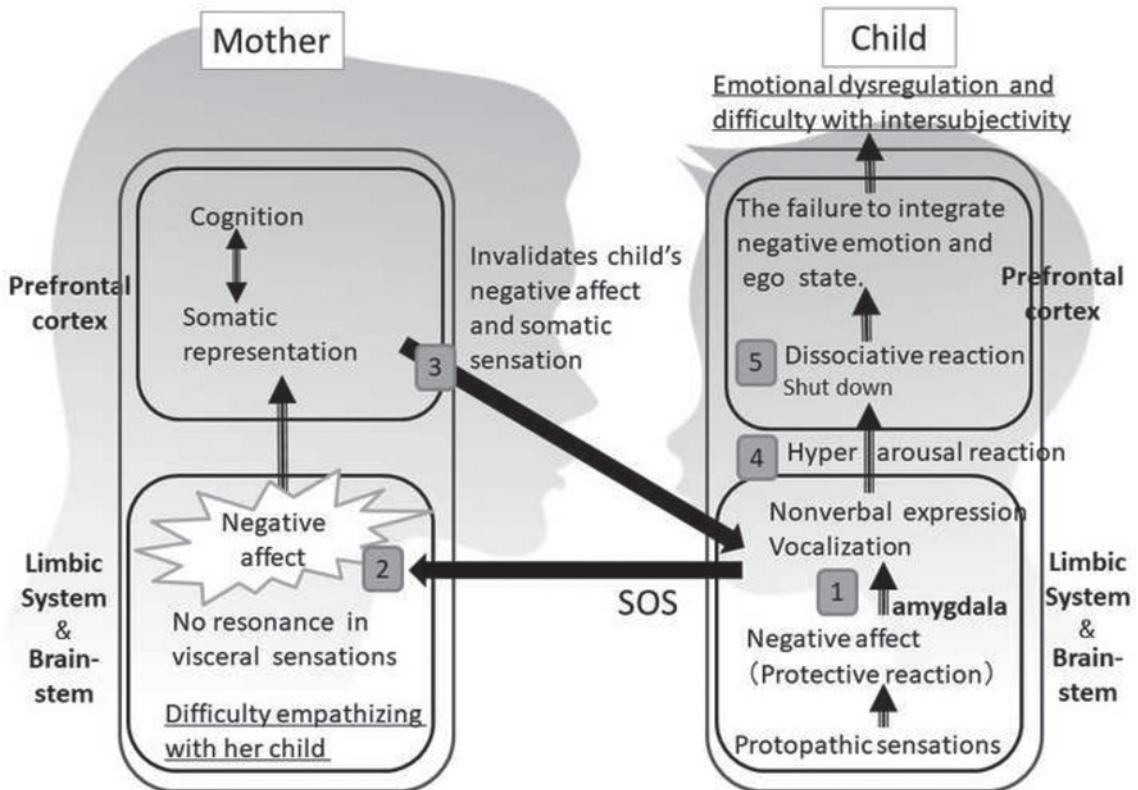 Mother
Cognition
Somatic
representation
Prefrontal
cortex
Negative
affect
2
No resonance in
visceral sensations
Difficulty empathizing
with her child
Limbic
System
&
Brain-
stem
3
Invalidates child's
negative affect
and somatic
sensation
SOS
Child
Emotional dysregulation and
difficulty with intersubjectivity
The failure to integrate
negative emotion and
ego state.
Prefrontal
cortex
5 Dissociative reaction
Shut down
4 Hyper arousal reaction
Nonverbal expression
Vocalization
1
amygdala
Negative affect
(Protective reaction)
Protopathic sensations
Limbic
System
&
Brain-
stem